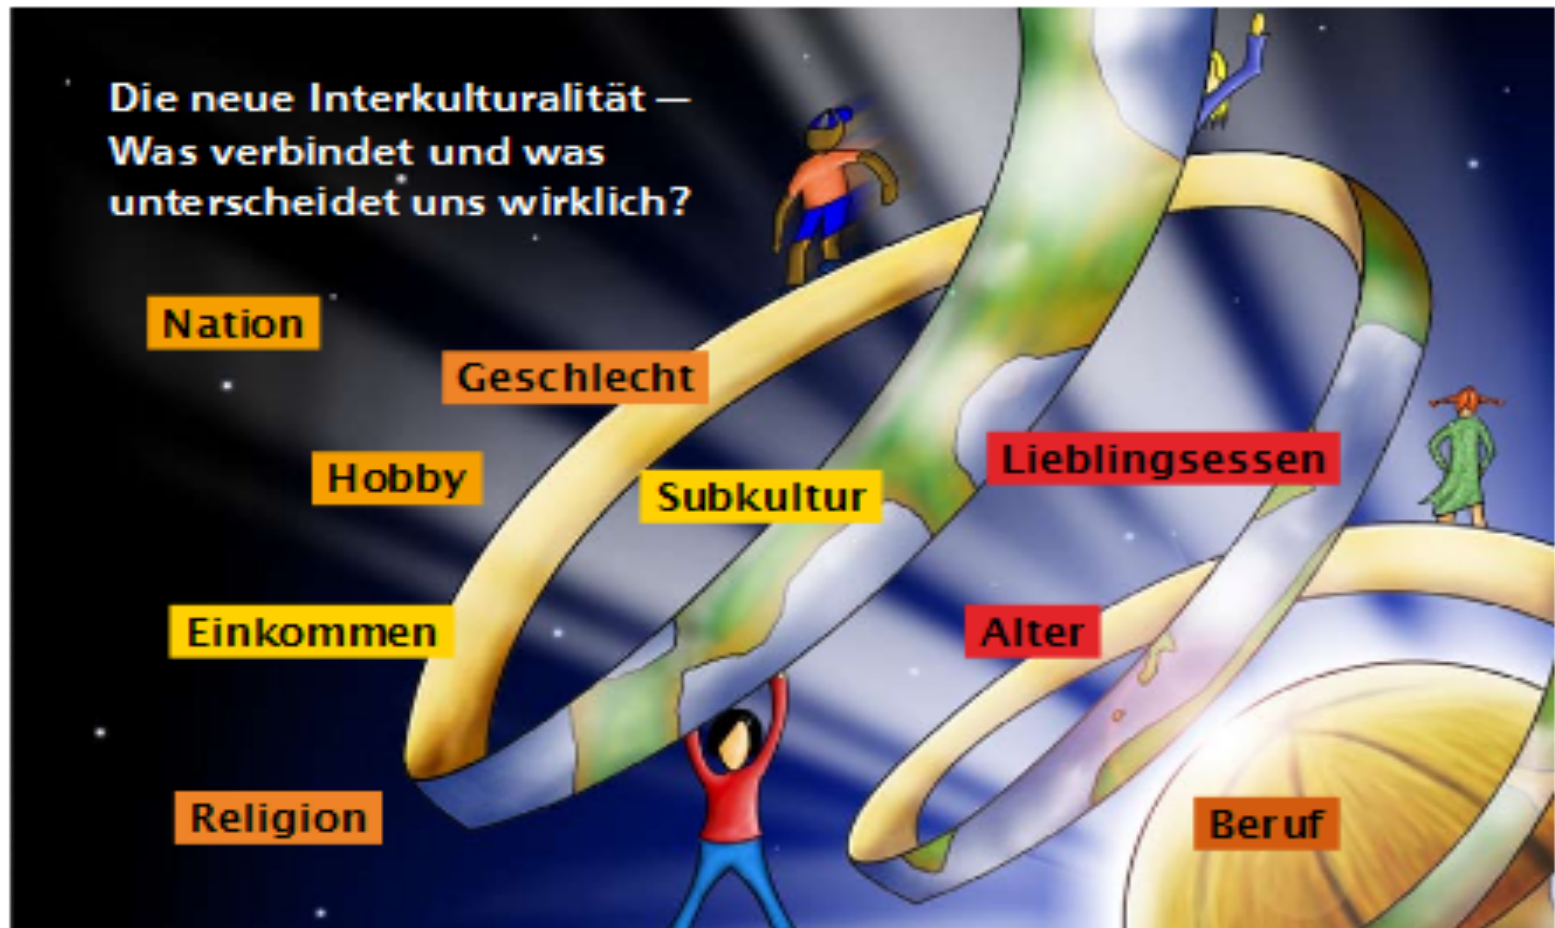 Die neue Interkulturalität —
Was verbindet und was
unterscheidet uns wirklich?
Nation
Geschlecht
Hobby
Subkultur
Lieblingsessen
Einkommen
Alter
Religion
Beruf